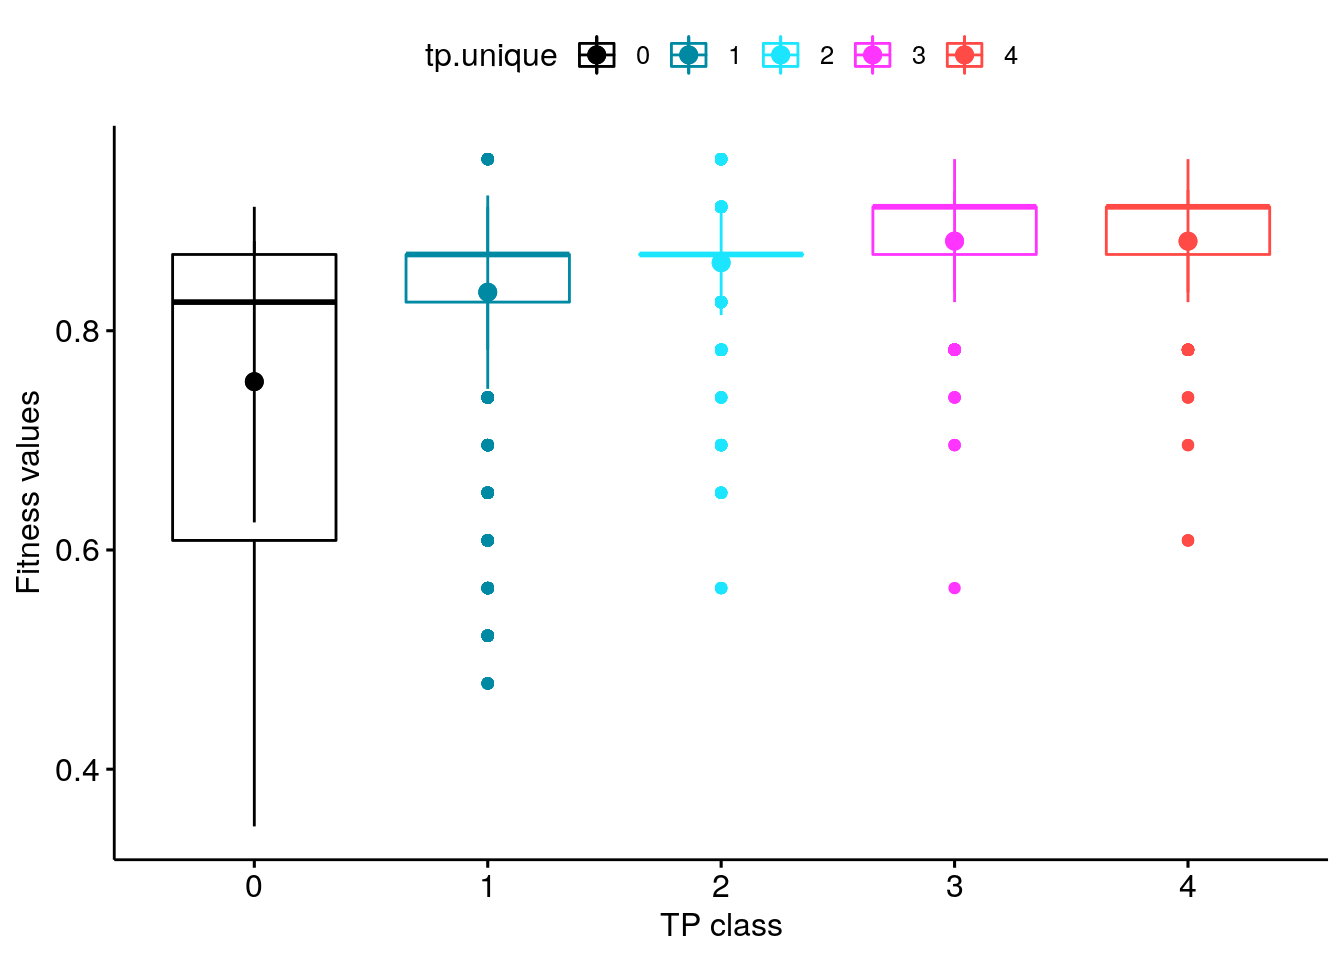 tp.unique 0 1 2 3 4
Fitness values
0.8
0.6
0.4
0 1 2 3 4
TP class